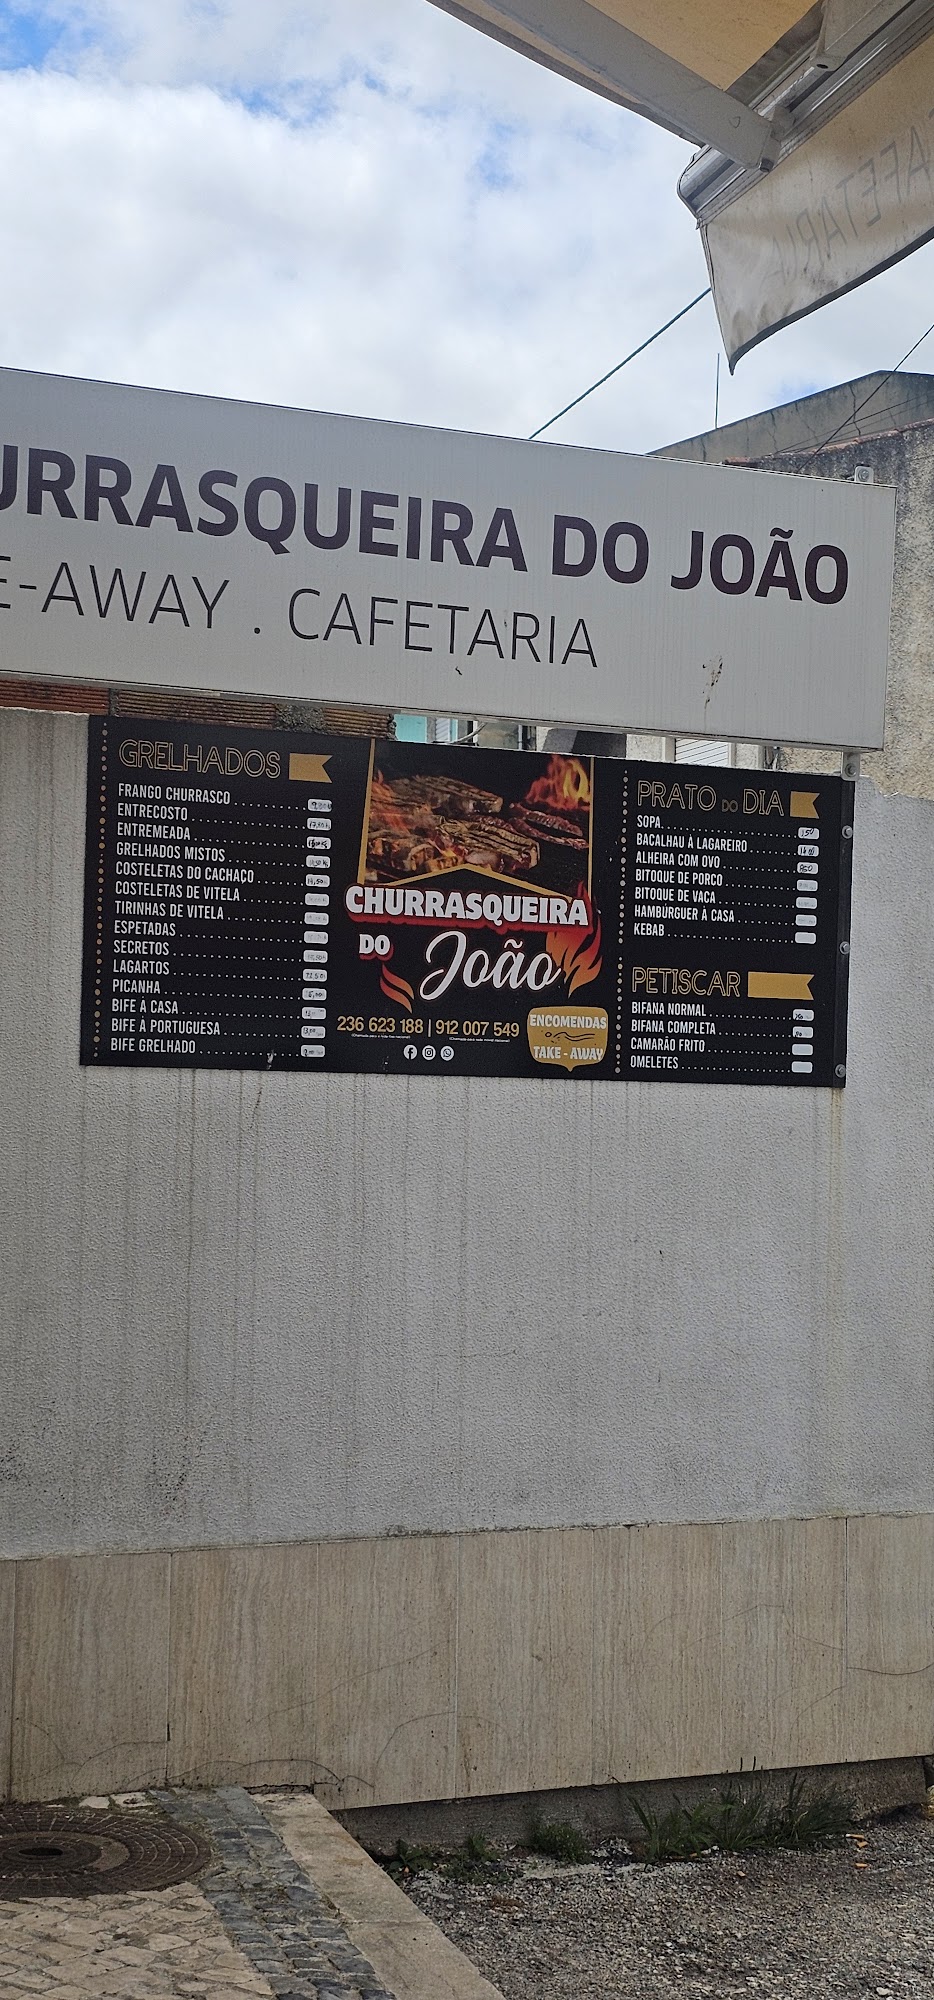 URRASQUEIRA DO JOÃO
E-AWAY . CAFETARIA
CAFETARIA
GRELHADOS
FRANGO CHURRASCO
ENTRECOSTO
ENTREMEADA
GRELHADOS MISTOS
COSTELETAS DO CACHAÇO
COSTELETAS DE VITELA
TIRINHAS DE VITELA
ESPETADAS
SECRETOS
LAGARTOS
PICANHA
BIFE À CASA
BIFE À PORTUGUESA
BIFE GRELHADO
CHURRASQUEIRA
DO
João
236 623 188 | 912 007 549
ENCOMENDAS
TAKE - AWAY
PRATO DO DIA
SOPA
BACALHAU À LAGAREIRO
ALHEIRA COM OVO
BITOQUE DE PORCO
BITOQUE DE VACA
HAMBÚRGUER À CASA
KEBAB
PETISCAR
BIFANA NORMAL
BIFANA COMPLETA
CAMARÃO FRITO
OMELETES